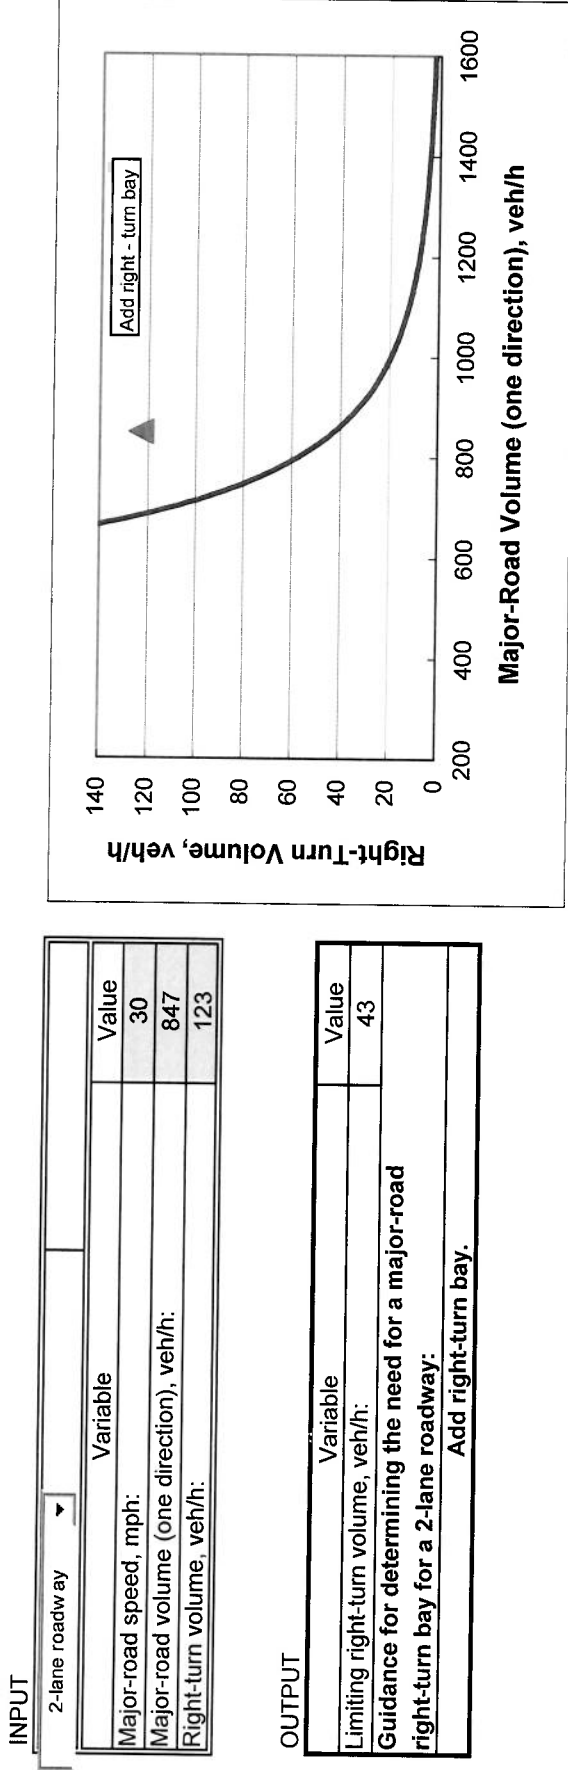 INPUT
2-lane roadway
Variable Value
Major-road speed, mph: 30
Major-road volume (one direction), veh/h: 847
Right-turn volume, veh/h: 123
OUTPUT
Variable Value
Limiting right-turn volume, veh/h: 43
Guidance for determining the need for a major-road
right-turn bay for a 2-lane roadway:
Add right-turn bay.
Right-Turn Volume, veh/h
140
120
100
80
60
40
20
0
Add right - turn bay
200 400 600 800 1000 1200 1400 1600
Major-Road Volume (one direction), veh/h